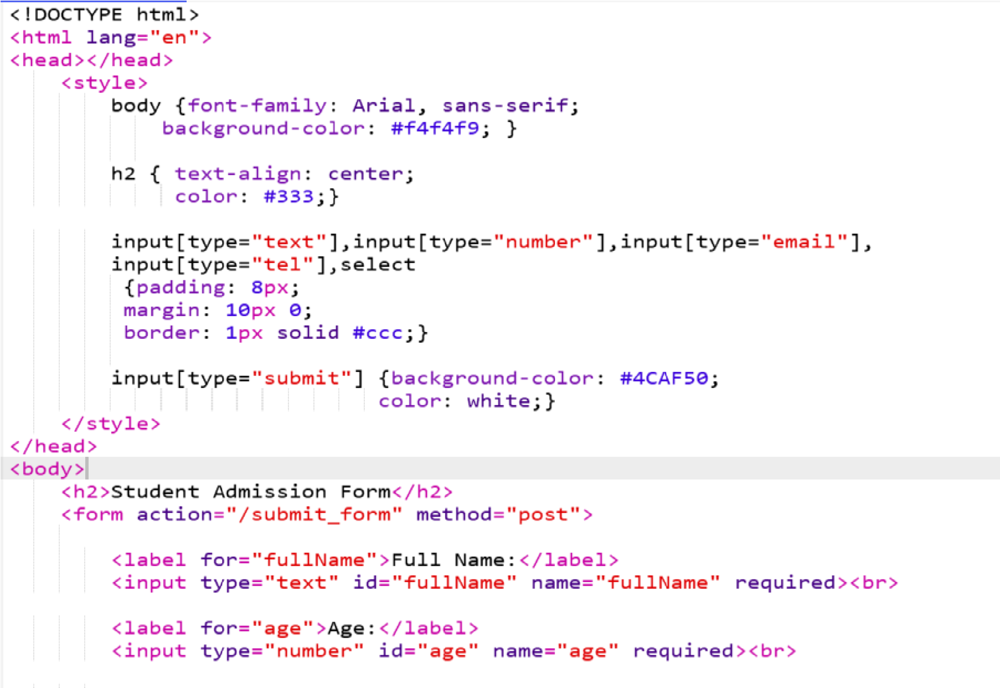 <!DOCTYPE html>
<html lang="en">
<head></head>
<style>
body {font-family: Arial, sans-serif;
background-color: #f4f4f9; }
h2 { text-align: center;
color: #333;}
input[type="text"],input[type="number"],input[type="email"],
input[type="tel"],select
{padding: 8px;
margin: 10px 0;
border: 1px solid #ccc;}
input[type="submit"] {background-color: #4CAF50;
color: white;}
</style>
</head>
<body>
<h2>Student Admission Form</h2>
<form action="/submit_form" method="post">
<label for="fullName">Full Name:</label>
<input type="text" id="fullName" name="fullName" required><br>
<label for="age">Age:</label>
<input type="number" id="age" name="age" required><br>